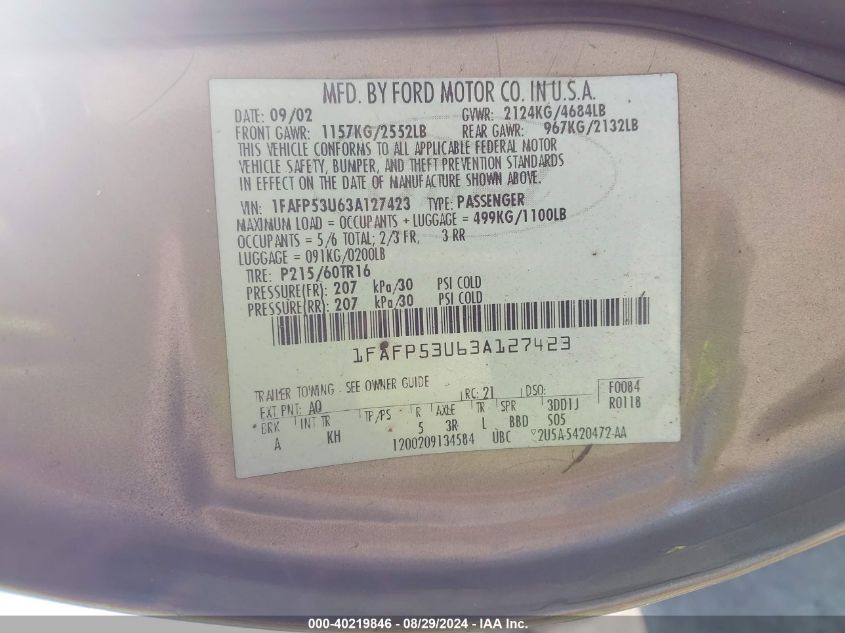 MFD. BY FORD MOTOR CO. IN U.S.A.
DATE: 09/02 GVWR: 2124KG/4684LB
FRONT GAWR: 1157KG/2552LB REAR GAWR: 967KG/2132LB
THIS VEHICLE CONFORMS TO ALL APPLICABLE FEDERAL MOTOR
VEHICLE SAFETY, BUMPER, AND THEFT PREVENTION STANDARDS
IN EFFECT ON THE DATE OF MANUFACTURE SHOWN ABOVE.
VIN: 1FAFP53U63A127423 TYPE: PASSENGER
MAXIMUM LOAD = OCCUPANTS + LUGGAGE = 499KG/1100LB
OCCUPANTS = 5/6 TOTAL; 2/3 FR, 3 RR
LUGGAGE = 091KG/0200LB
TIRE: P215/60TR16
PRESSURE(FR): 207 kPa/30 PSI COLD
PRESSURE(RR): 207 kPa/30 PSI COLD
1FAFP53U63A127423
TRAILER TOWING - SEE OWNER GUIDE
EXT PNT: AQ RC: 21 DSO: F0084
BRK INT TR TP/PS R AXLE TR SPR 3DD1J R0118
A KH 5 3R L BBD S05
1200209134584 UBC 2U5A-5420472-AA
000-40219846 - 08/29/2024 - IAA Inc.